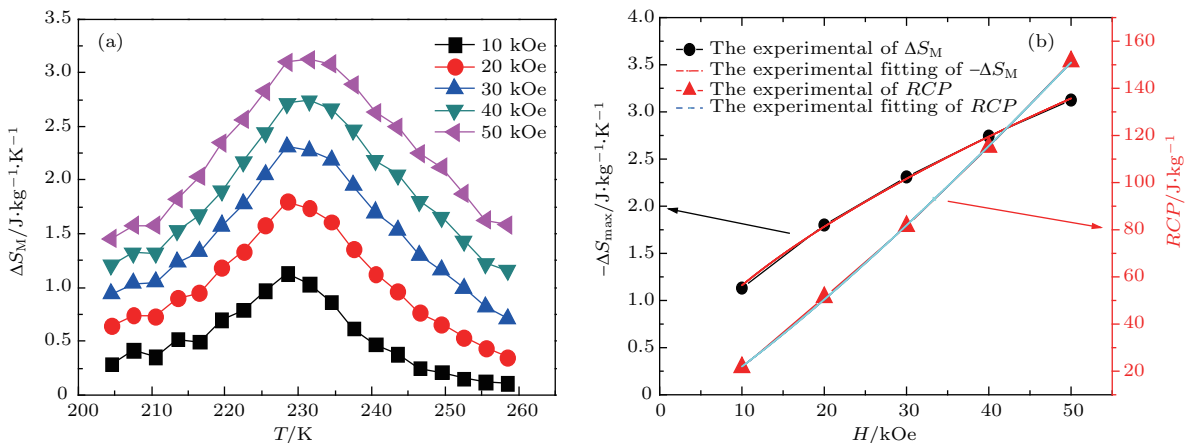 (a)
10 kOe
20 kOe
30 kOe
40 kOe
50 kOe
3.5
3.0
2.5
2.0
1.5
1.0
0.5
0
ΔS_M/J·kg⁻¹·K⁻¹
200 210 220 230 240 250 260
T/K
(b)
The experimental of ΔS_M
The experimental fitting of −ΔS_M
The experimental of RCP
The experimental fitting of RCP
4.0
3.5
3.0
2.5
2.0
1.5
1.0
0.5
0
−ΔS_max/J·kg⁻¹·K⁻¹
0 10 20 30 40 50
H/kOe
160
140
120
100
80
60
40
20
RCP/J·kg⁻¹